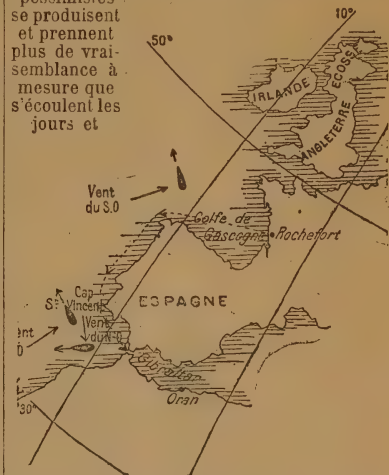 se produisent
et prennent
plus de vrai-
semblance à
mesure que
s'écoulent les
jours et
10°
50°
IRLANDE
ECOSSE
ANGLETERRE
Vent
du S.O
Golfe de
Gascogne
Rochefort
Cap
St Vincent
ESPAGNE
Vent
du N-O
Gibraltar
Oran
30°